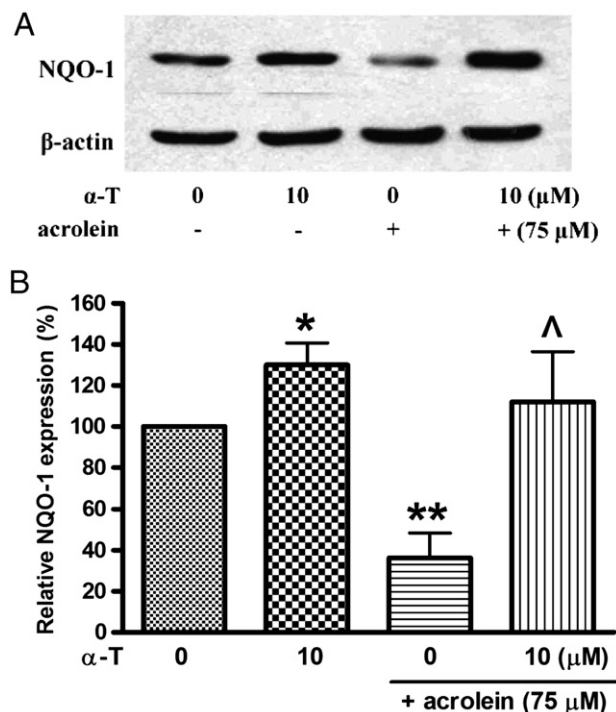 A
NQO-1
β-actin
α-T 0 10 0 10 (μM)
acrolein - - + + (75 μM)
B
Relative NQO-1 expression (%)
160
140
120
100
80
60
40
20
0
* ** ^
α-T 0 10 0 10 (μM)
+ acrolein (75 μM)